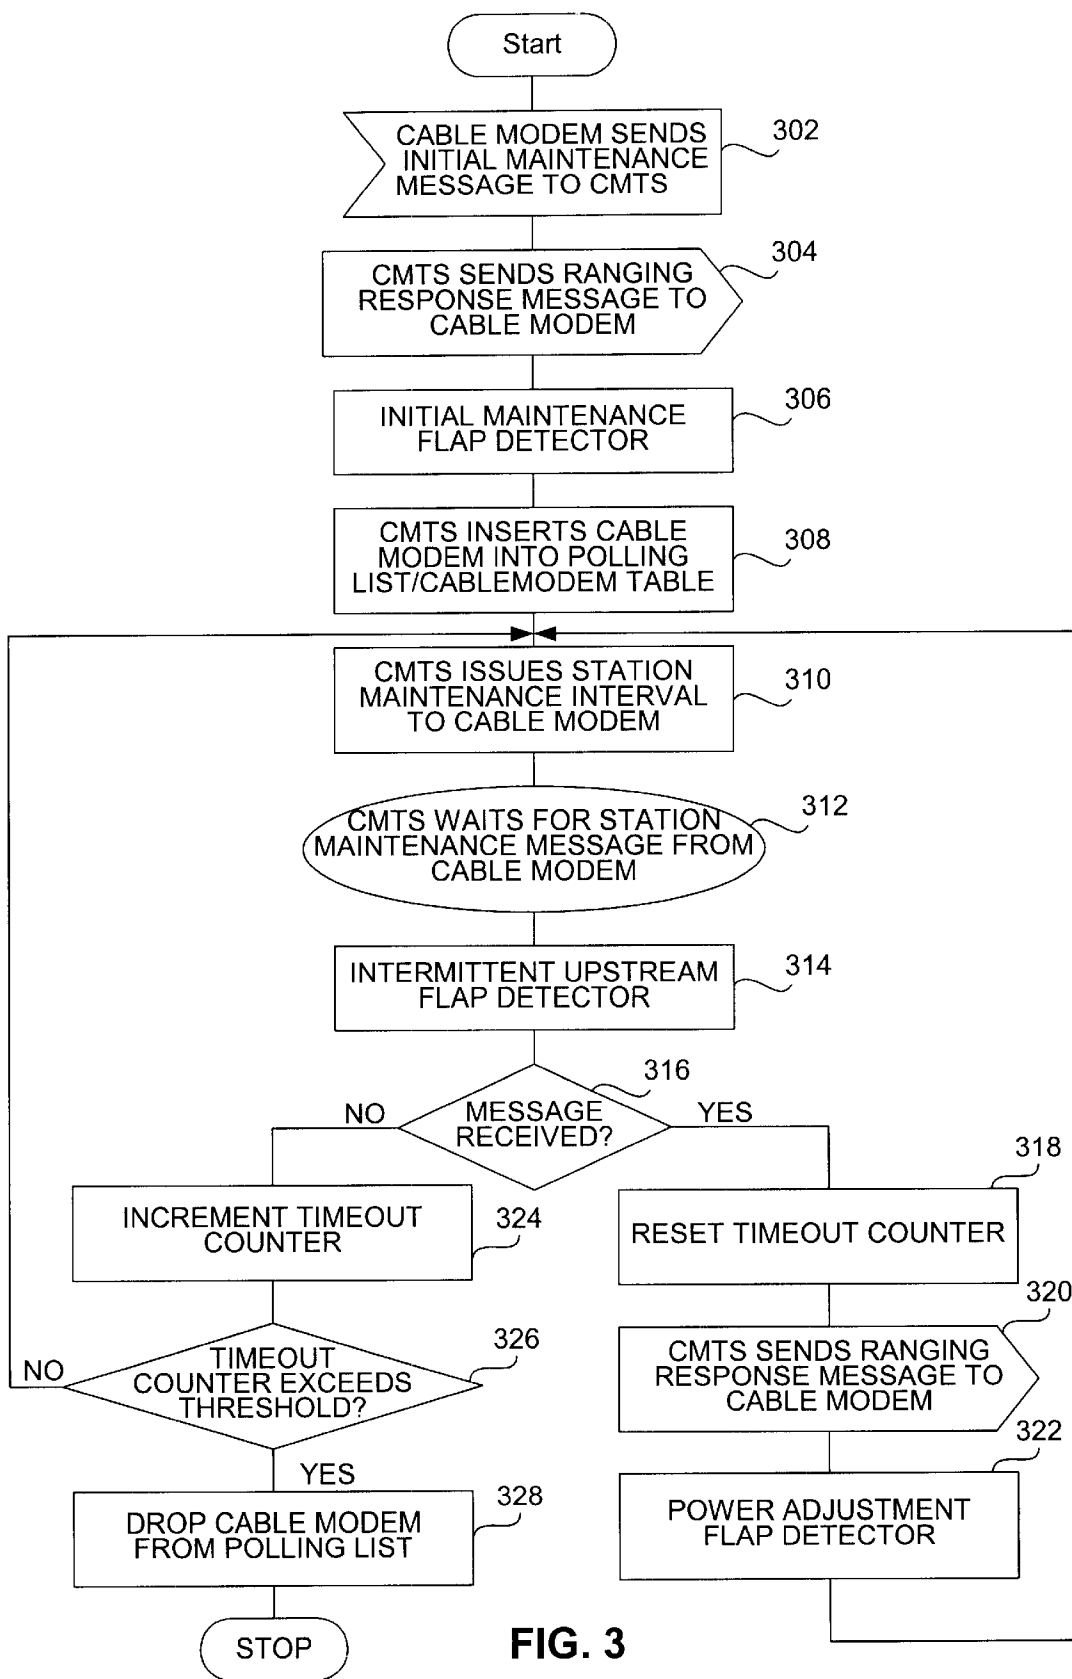 Start
CABLE MODEM SENDS
INITIAL MAINTENANCE
MESSAGE TO CMTS
302
CMTS SENDS RANGING
RESPONSE MESSAGE TO
CABLE MODEM
304
INITIAL MAINTENANCE
FLAP DETECTOR
306
CMTS INSERTS CABLE
MODEM INTO POLLING
LIST/CABLEMODEM TABLE
308
CMTS ISSUES STATION
MAINTENANCE INTERVAL
TO CABLE MODEM
310
CMTS WAITS FOR STATION
MAINTENANCE MESSAGE FROM
CABLE MODEM
312
INTERMITTENT UPSTREAM
FLAP DETECTOR
314
MESSAGE
RECEIVED?
316
NO
YES
INCREMENT TIMEOUT
COUNTER
324
TIMEOUT
COUNTER EXCEEDS
THRESHOLD?
326
NO
YES
DROP CABLE MODEM
FROM POLLING LIST
328
STOP
RESET TIMEOUT COUNTER
318
CMTS SENDS RANGING
RESPONSE MESSAGE TO
CABLE MODEM
320
POWER ADJUSTMENT
FLAP DETECTOR
322
FIG. 3